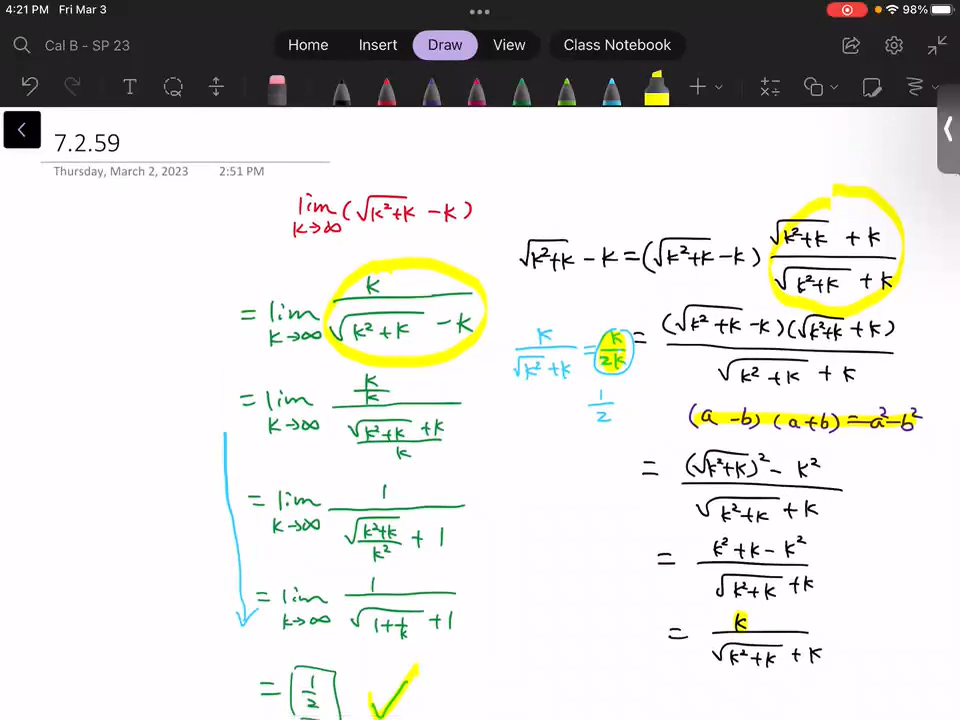 4:21 PM Fri Mar 3
98%
Cal B - SP 23
Home Insert Draw View Class Notebook
T
7.2.59
Thursday, March 2, 2023 2:51 PM
lim k→∞ (√(k²+k) - k)
= lim k→∞ k / (√(k²+k) - k)
= lim k→∞ (k/k) / ((√(k²+k) + k)/k)
= lim k→∞ 1 / (√((k²+k)/k²) + 1)
= lim k→∞ 1 / (√(1+1/k) + 1)
= 1/2
√(k²+k) - k = (√(k²+k) - k) (√(k²+k) + k) / (√(k²+k) + k)
= (√(k²+k) - k)(√(k²+k) + k) / (√(k²+k) + k)
k / (√k² + k) = k/2k
1/2
(a - b) (a + b) = a² - b²
= ((√(k²+k))² - k²) / (√(k²+k) + k)
= (k² + k - k²) / (√(k²+k) + k)
= k / (√(k²+k) + k)